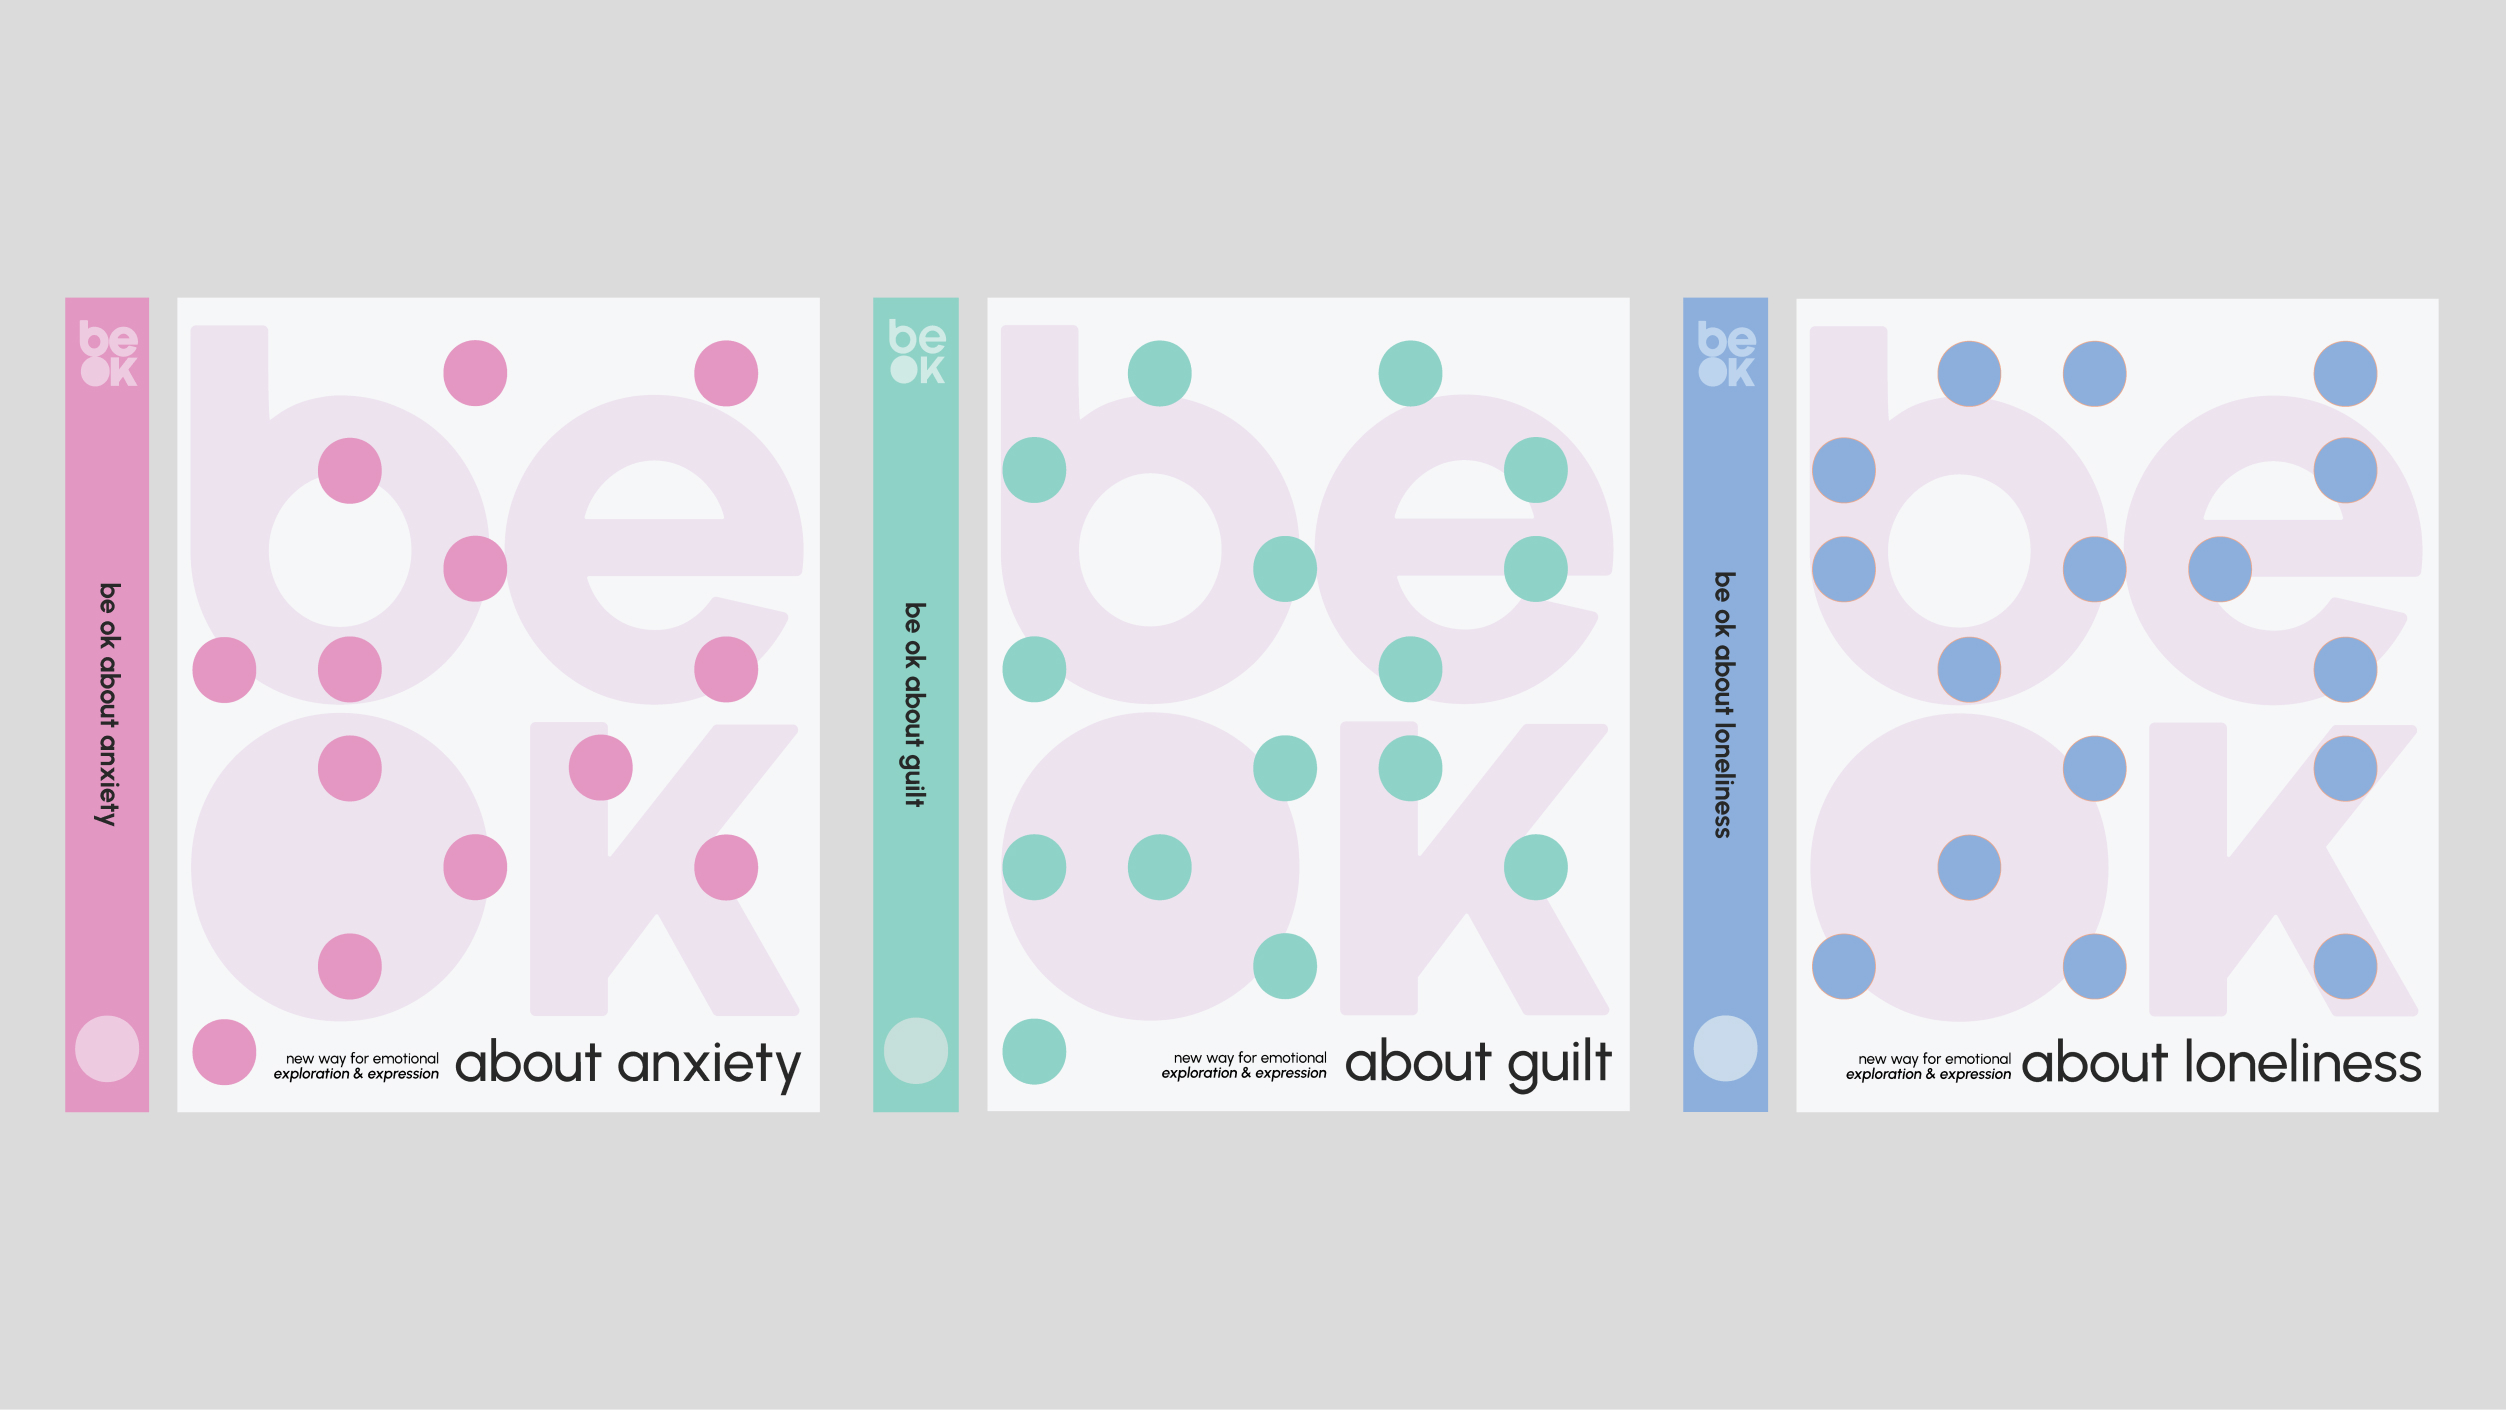 be
ok
be ok about anxiety
be
ok
new way for emotional
exploration & expression
about anxiety
be
ok
be ok about guilt
be
ok
new way for emotional
exploration & expression
about guilt
be
ok
be ok about loneliness
be
ok
new way for emotional
exploration & expression
about loneliness